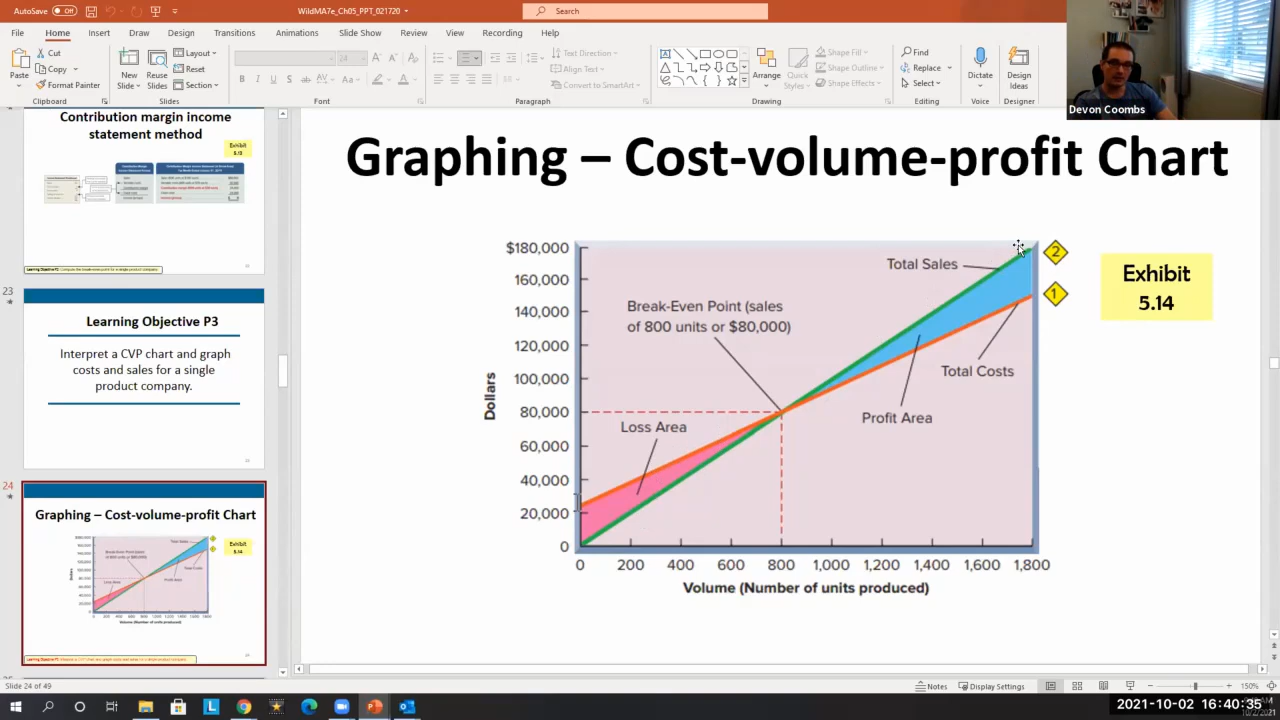 AutoSave Off
WildMA7e_Ch05_PPT_021720
Search
File Home Insert Draw Design Transitions Animations Slide Show Review View Recording Help
Cut
Copy
Format Painter
Paste
Clipboard
New Slide
Reuse Slides
Layout
Reset
Section
Slides
B I U S
Font
Text Direction
Align Text
Convert to SmartArt
Paragraph
Arrange
Quick Styles
Shape Fill
Shape Outline
Shape Effects
Drawing
Find
Replace
Select
Editing
Dictate
Voice
Design Ideas
Designer
Devon Coombs
Contribution margin income
statement method
Exhibit
5.13
23
Learning Objective P3
Interpret a CVP chart and graph
costs and sales for a single
product company.
24
Graphing – Cost-volume-profit Chart
Exhibit
5.14
Graphing – Cost-volume-profit Chart
$180,000
160,000
140,000
120,000
100,000
80,000
60,000
40,000
20,000
0
Dollars
Total Sales
Break-Even Point (sales
of 800 units or $80,000)
Total Costs
Profit Area
Loss Area
2
1
Exhibit
5.14
0 200 400 600 800 1,000 1,200 1,400 1,600 1,800
Volume (Number of units produced)
Slide 24 of 49
Notes
Display Settings
150%
2021-10-02 16:40:35